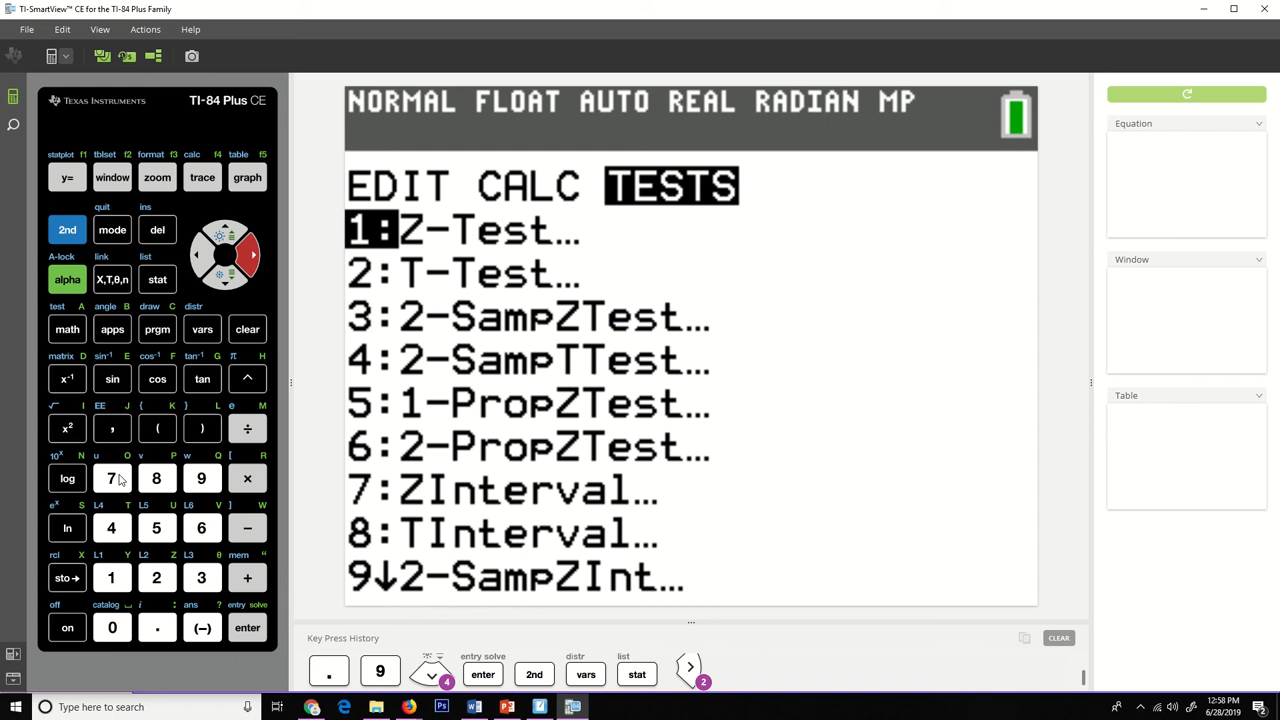 TI-SmartView™ CE for the TI-84 Plus Family
File Edit View Actions Help
TEXAS INSTRUMENTS TI-84 Plus CE
statplot f1 tblset f2 format f3 calc f4 table f5
y= window zoom trace graph
quit ins
2nd mode del
A-lock link list
alpha X,T,θ,n stat
test A angle B draw C distr
math apps prgm vars clear
matrix D sin⁻¹ E cos⁻¹ F tan⁻¹ G π H
x⁻¹ sin cos tan ^
√ I EE J { K } L e M
x² , ( ) ÷
10ˣ N u O v P w Q [ R
log 7 8 9 ×
eˣ S L4 T L5 U L6 V ] W
ln 4 5 6 −
rcl X L1 Y L2 Z L3 θ mem "
sto→ 1 2 3 +
off catalog ␣ i : ans ? entry solve
on 0 . (−) enter
NORMAL FLOAT AUTO REAL RADIAN MP
EDIT CALC TESTS
1:Z-Test…
2:T-Test…
3:2-SampZTest…
4:2-SampTTest…
5:1-PropZTest…
6:2-PropZTest…
7:ZInterval…
8:TInterval…
9↓2-SampZInt…
Key Press History
CLEAR
entry solve distr list
. 9 4 enter 2nd vars stat 2
Equation
Window
Table
Type here to search
12:58 PM
6/28/2019
2